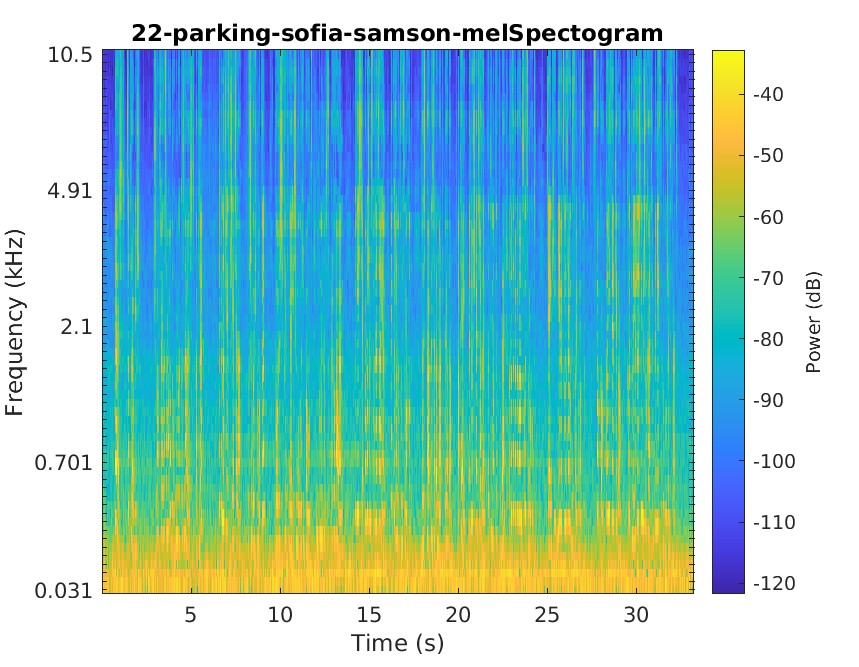 22-parking-sofia-samson-melSpectogram
10.5
4.91
2.1
0.701
0.031
Frequency (kHz)
5 10 15 20 25 30
Time (s)
-40
-50
-60
-70
-80
-90
-100
-110
-120
Power (dB)